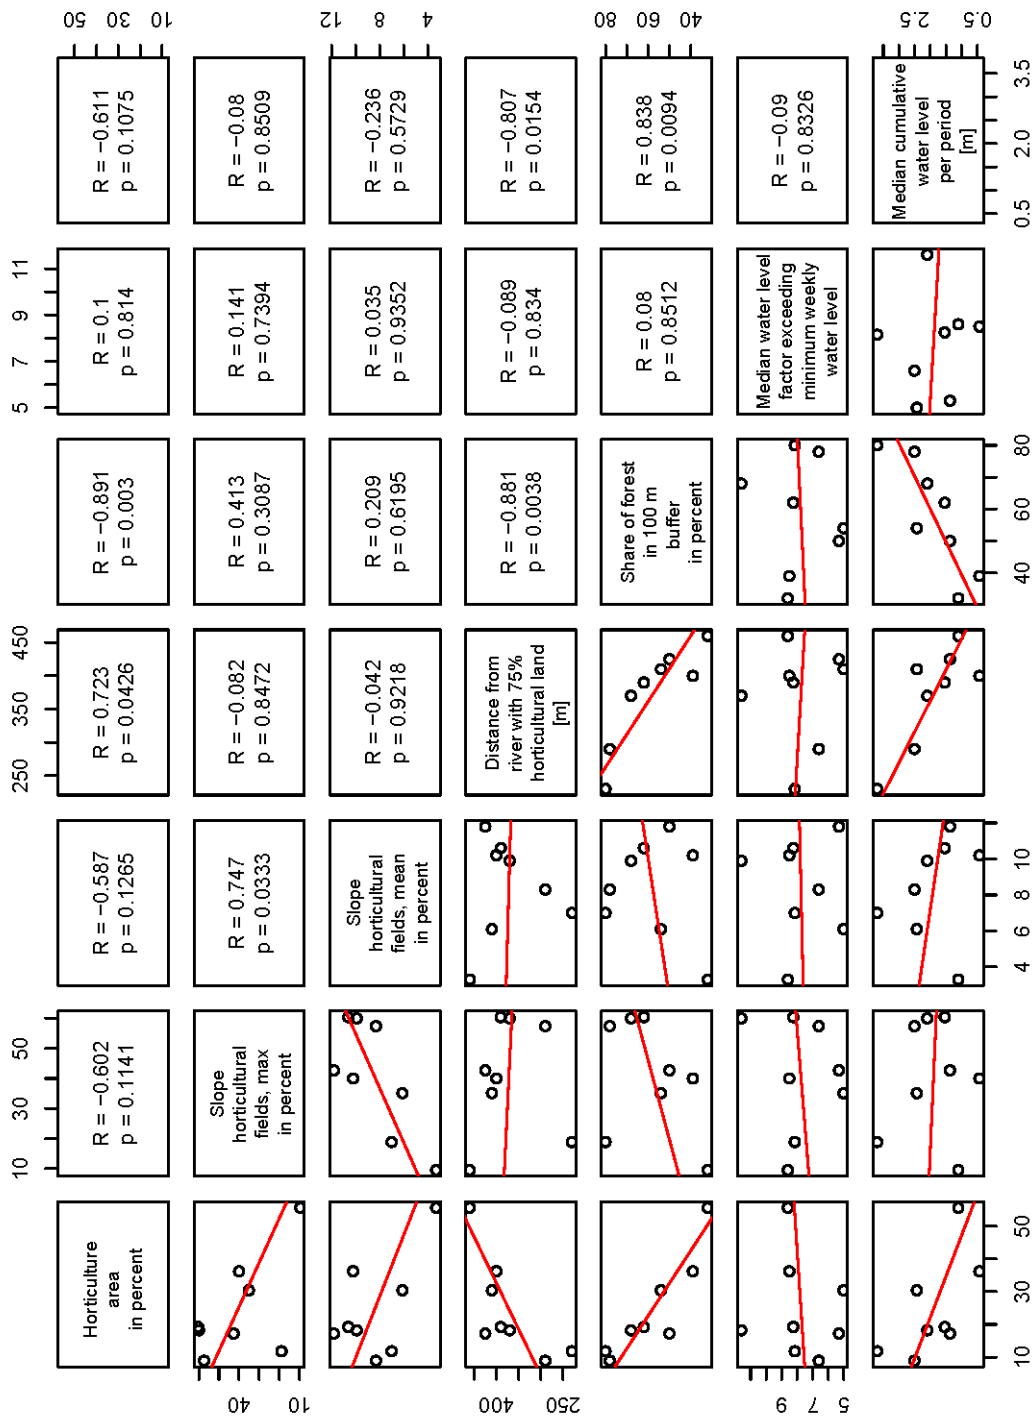 10 30 50
250 350 450
5 7 9 11
Horticulture
area
in percent
R = −0.602
p = 0.1141
R = −0.587
p = 0.1265
R = 0.723
p = 0.0426
R = −0.891
p = 0.003
R = 0.1
p = 0.814
R = −0.611
p = 0.1075
10 30 50
40 10
Slope
horticultural
fields, max
in percent
R = 0.747
p = 0.0333
R = −0.082
p = 0.8472
R = 0.413
p = 0.3087
R = 0.141
p = 0.7394
R = −0.08
p = 0.8509
Slope
horticultural
fields, mean
in percent
R = −0.042
p = 0.9218
R = 0.209
p = 0.6195
R = 0.035
p = 0.9352
R = −0.236
p = 0.5729
4 8 12
400 250
Distance from
river with 75%
horticultural land
[m]
R = −0.881
p = 0.0038
R = −0.089
p = 0.834
R = −0.807
p = 0.0154
Share of forest
in 100 m
buffer
in percent
R = 0.08
p = 0.8512
R = 0.838
p = 0.0094
40 60 80
9 7 5
Median water level
factor exceeding
minimum weekly
water level
R = −0.09
p = 0.8326
Median cumulative
water level
per period
[m]
0.5 2.5
10 30 50
4 6 8 10
40 60 80
0.5 2.0 3.5